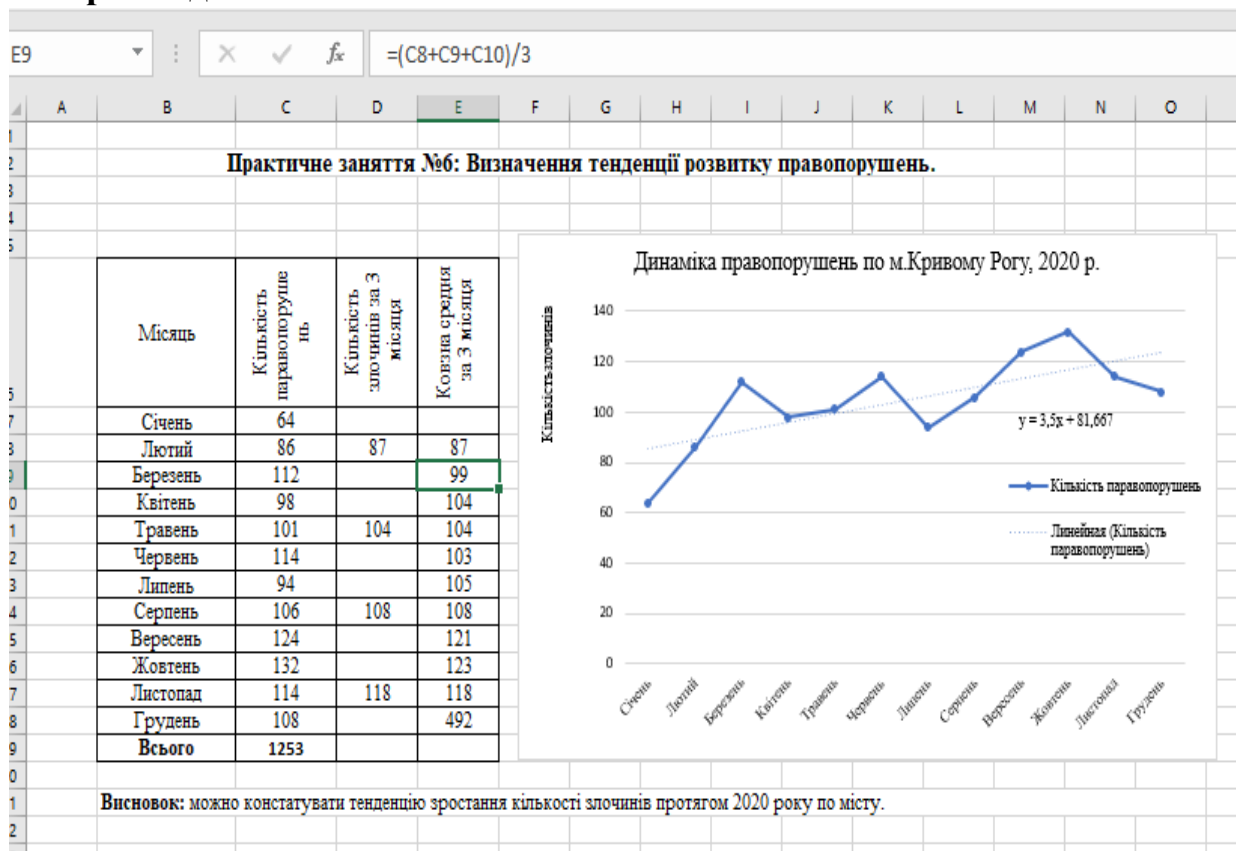 E9
fx
=(C8+C9+C10)/3
A B C D E F G H I J K L M N O
Практичне заняття №6: Визначення тенденції розвитку правопорушень.
Місяць
Кількість
паравопоруше
нь
Кількість
злочинів за 3
місяця
Ковзна средня
за 3 місяця
Січень 64
Лютий 86 87 87
Березень 112 99
Квітень 98 104
Травень 101 104 104
Червень 114 103
Липень 94 105
Серпень 106 108 108
Вересень 124 121
Жовтень 132 123
Листопад 114 118 118
Грудень 108 492
Всього 1253
Динаміка правопорушень по м.Кривому Рогу, 2020 р.
Кількістьзлочинів
140
120
100
80
60
40
20
0
y = 3,5x + 81,667
Кількість паравопорушень
Линейная (Кількість
паравопорушень)
Січень
Лютий
Березень
Квітень
Травень
Червень
Липень
Серпень
Вересень
Жовтень
Листопад
Грудень
Висновок: можно констатувати тенденцію зростання кількості злочинів протягом 2020 року по місту.